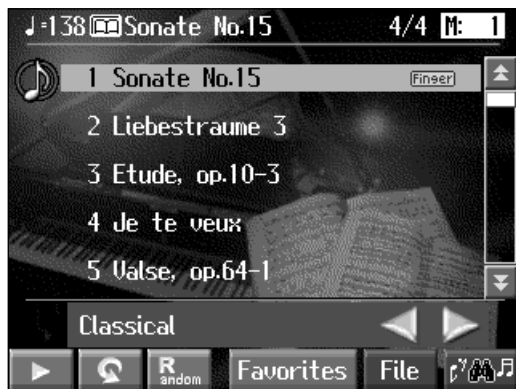 ♩=138 Sonate No.15 4/4 M: 1
1 Sonate No.15 Finger
2 Liebestraume 3
3 Etude, op.10-3
4 de te veux
5 Valse, op.64-1
Classical
Random Favorites File